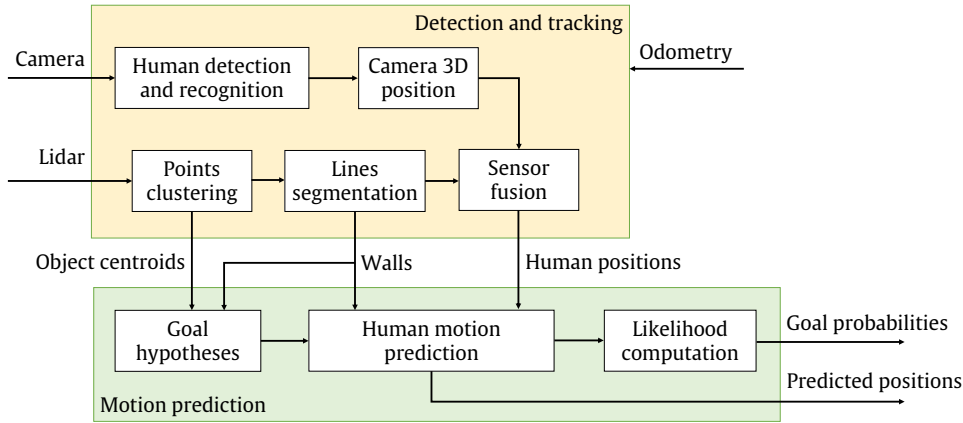 Detection and tracking
Camera
Human detection
and recognition
Camera 3D
position
Odometry
Lidar
Points
clustering
Lines
segmentation
Sensor
fusion
Object centroids
Walls
Human positions
Goal
hypotheses
Human motion
prediction
Likelihood
computation
Goal probabilities
Predicted positions
Motion prediction